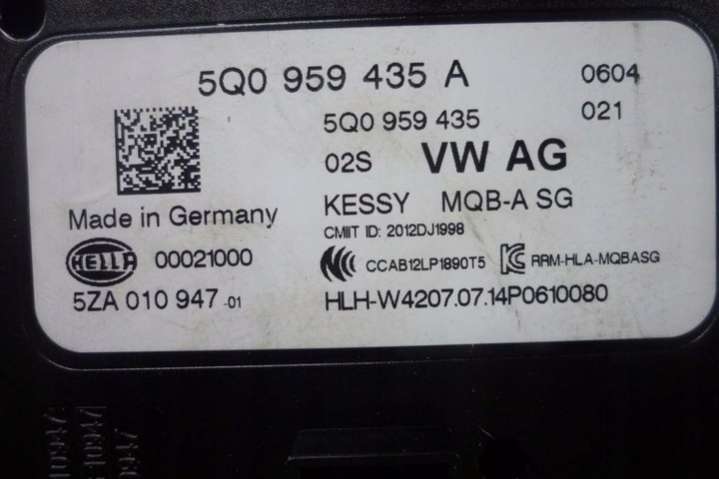 5Q0 959 435 A 0604
5Q0 959 435 021
02S VW AG
Made in Germany KESSY MQB-A SG
CMIIT ID: 2012DJ1998
HELLA 00021000 CCAB12LP1890T5 RRM-HLA-MQBASG
5ZA 010 947 -01 HLH-W4207.07.14P0610080